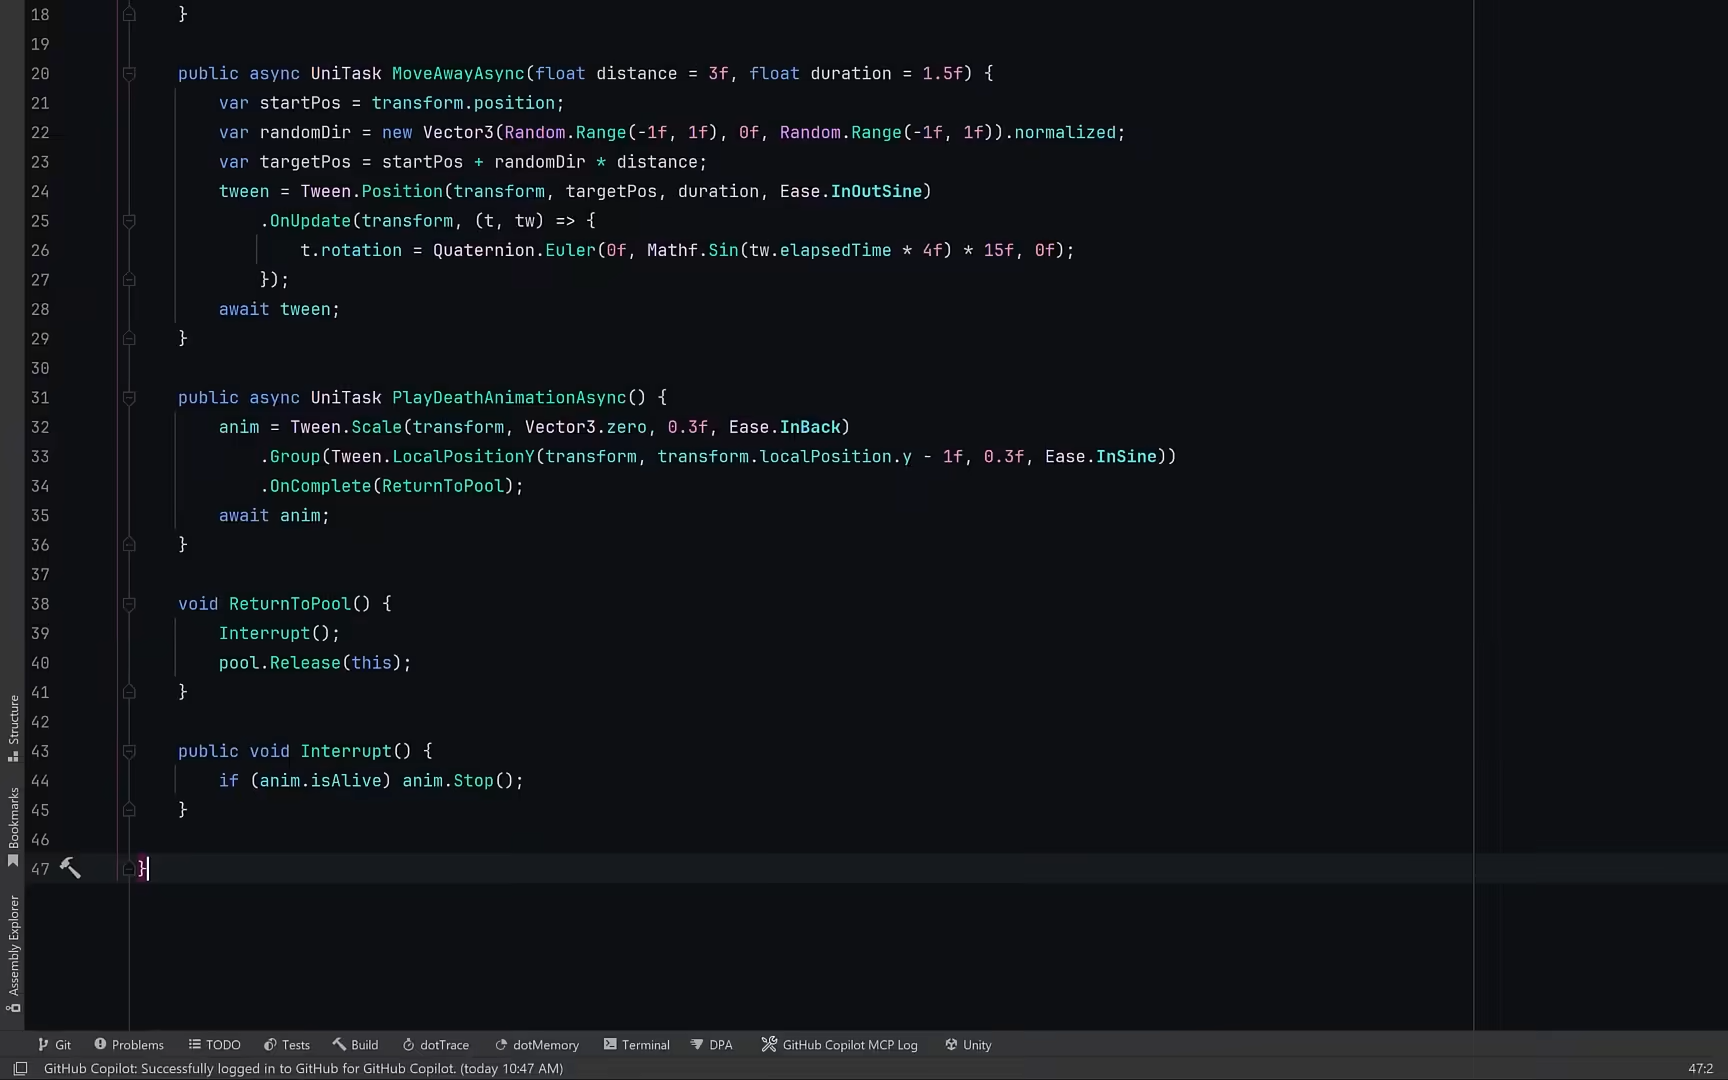 18 }
19
20 public async UniTask MoveAwayAsync(float distance = 3f, float duration = 1.5f) {
21 var startPos = transform.position;
22 var randomDir = new Vector3(Random.Range(-1f, 1f), 0f, Random.Range(-1f, 1f)).normalized;
23 var targetPos = startPos + randomDir * distance;
24 tween = Tween.Position(transform, targetPos, duration, Ease.InOutSine)
25 .OnUpdate(transform, (t, tw) => {
26 t.rotation = Quaternion.Euler(0f, Mathf.Sin(tw.elapsedTime * 4f) * 15f, 0f);
27 });
28 await tween;
29 }
30
31 public async UniTask PlayDeathAnimationAsync() {
32 anim = Tween.Scale(transform, Vector3.zero, 0.3f, Ease.InBack)
33 .Group(Tween.LocalPositionY(transform, transform.localPosition.y - 1f, 0.3f, Ease.InSine))
34 .OnComplete(ReturnToPool);
35 await anim;
36 }
37
38 void ReturnToPool() {
39 Interrupt();
40 pool.Release(this);
41 }
42
43 public void Interrupt() {
44 if (anim.isAlive) anim.Stop();
45 }
46
47 }
Structure
Bookmarks
Assembly Explorer
Git Problems TODO Tests Build dotTrace dotMemory Terminal DPA GitHub Copilot MCP Log Unity
GitHub Copilot: Successfully logged in to GitHub for GitHub Copilot. (today 10:47 AM) 47:2